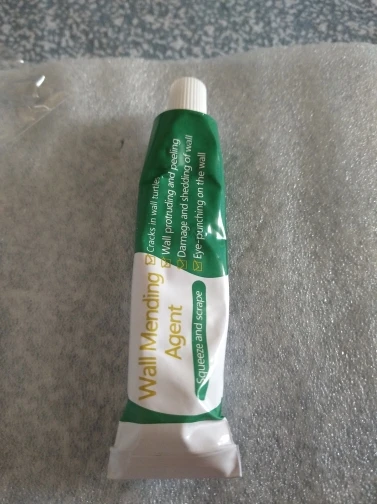 Wall Mending
Agent
Squeeze and scrape
Cracks in wall turtle
Wall protruding and peeling
Damage and shedding of wall
Eye-punching on the wall